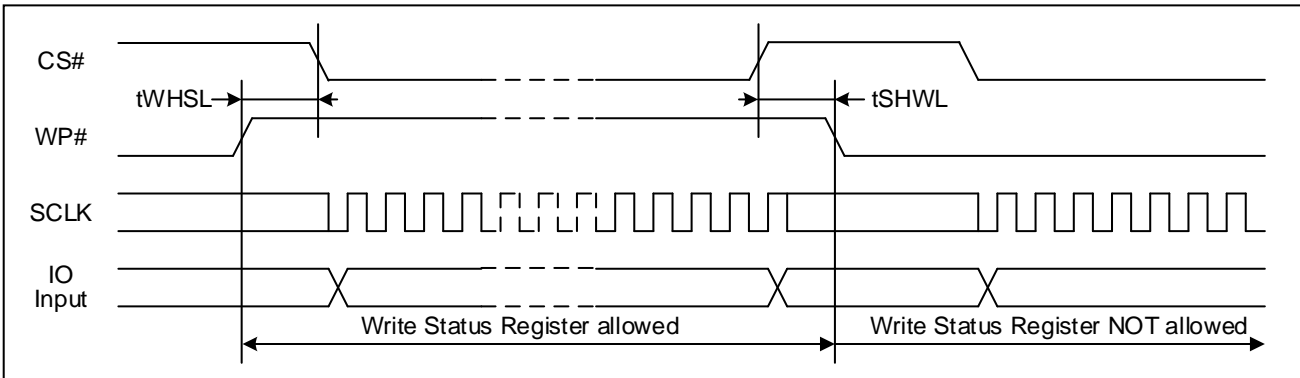 CS#
tWHSL
tSHWL
WP#
SCLK
IO
Input
Write Status Register allowed
Write Status Register NOT allowed